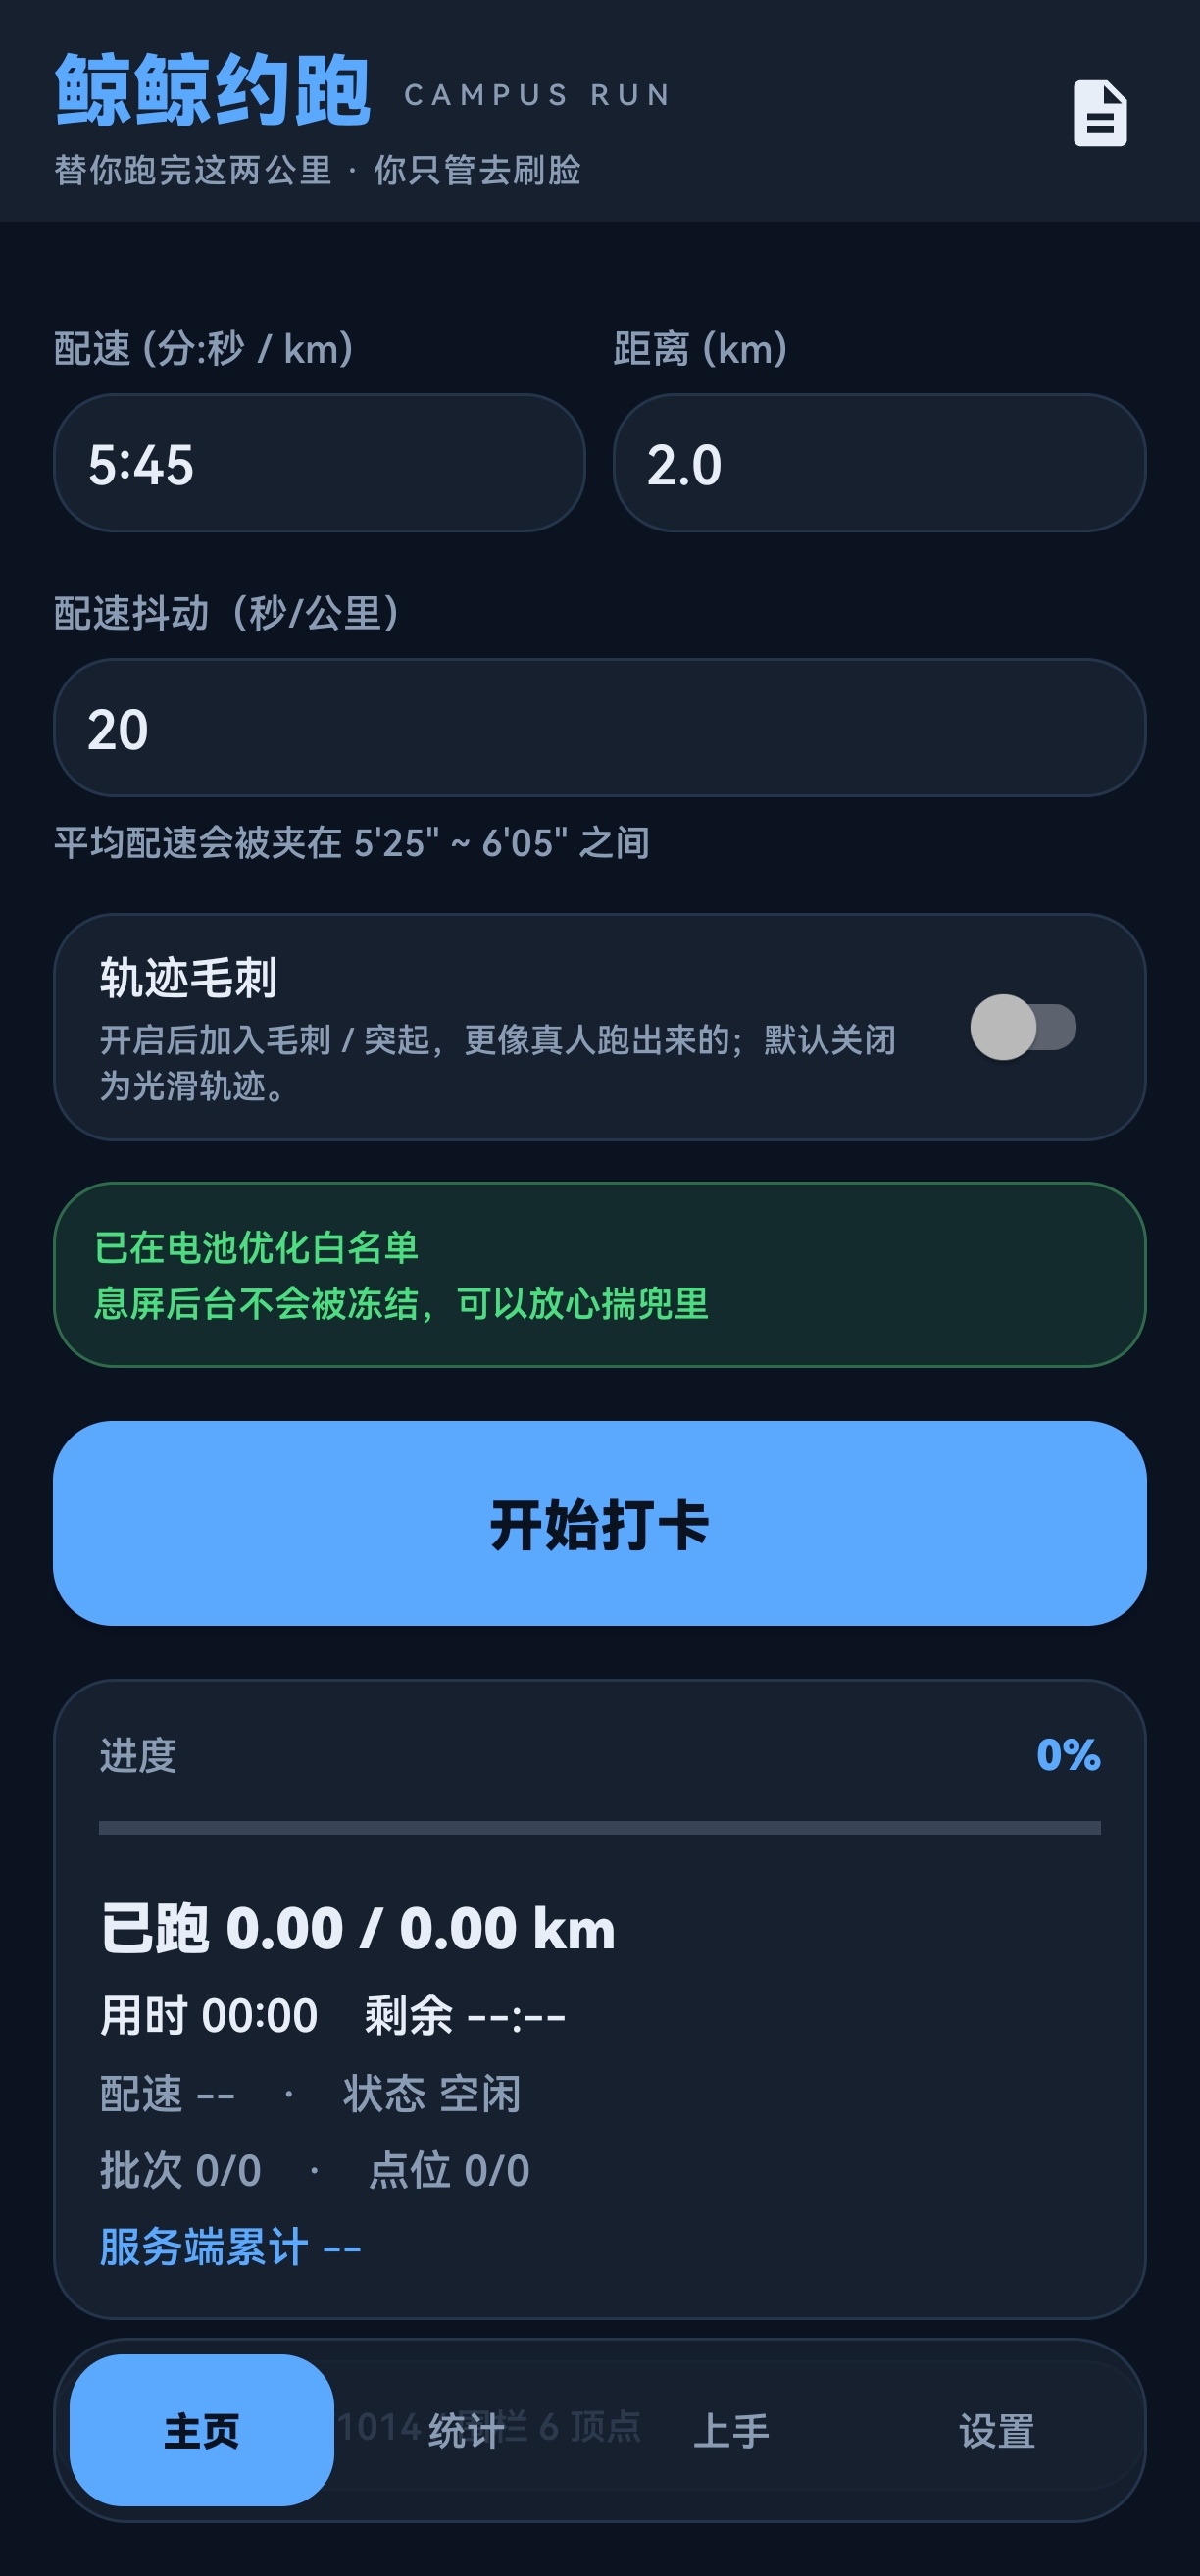 鲸鲸约跑 CAMPUS RUN
替你跑完这两公里 · 你只管去刷脸
配速 (分:秒 / km)
距离 (km)
5:45
2.0
配速抖动（秒/公里）
20
平均配速会被夹在 5'25" ~ 6'05" 之间
轨迹毛刺
开启后加入毛刺 / 突起，更像真人跑出来的；默认关闭
为光滑轨迹。
已在电池优化白名单
息屏后台不会被冻结，可以放心揣兜里
开始打卡
进度
0%
已跑 0.00 / 0.00 km
用时 00:00 剩余 --:--
配速 -- · 状态 空闲
批次 0/0 · 点位 0/0
服务端累计 --
1014
栏 6 顶点
主页
统计
上手
设置